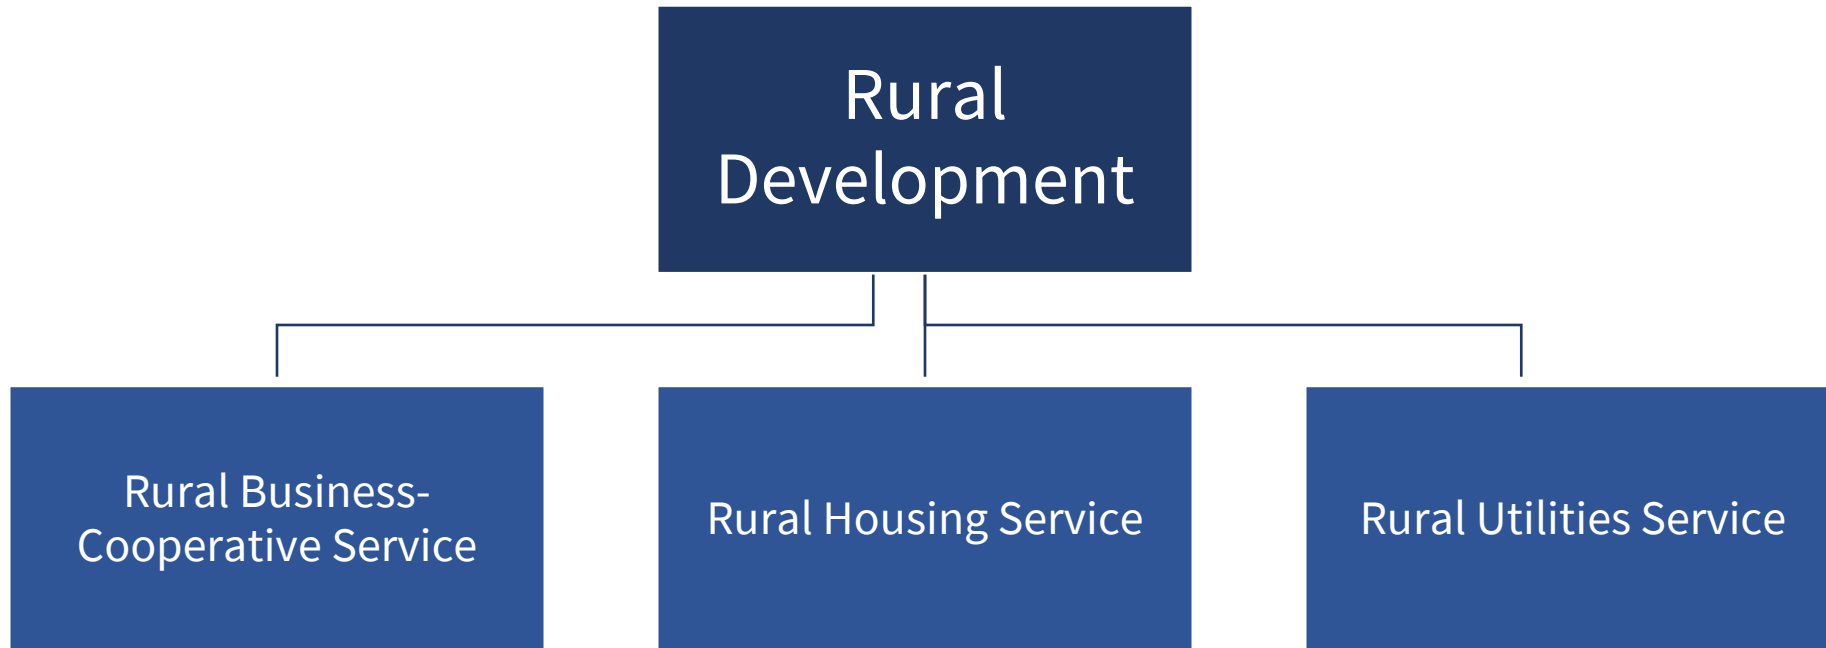 Rural
Development
Rural Business-
Cooperative Service
Rural Housing Service
Rural Utilities Service